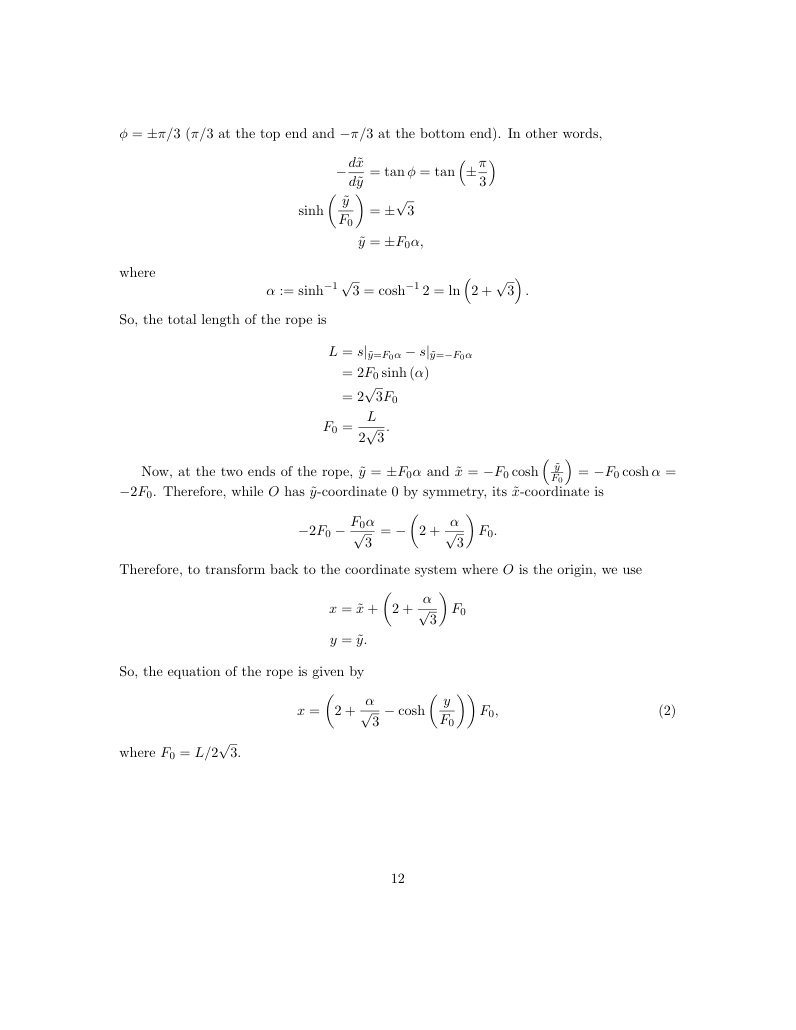 ϕ = ±π/3 (π/3 at the top end and −π/3 at the bottom end). In other words,
−dx̃/dỹ = tan ϕ = tan (±π/3)
sinh (ỹ/F₀) = ±√3
ỹ = ±F₀α,
where
α := sinh⁻¹ √3 = cosh⁻¹ 2 = ln (2 + √3).
So, the total length of the rope is
L = s|ỹ=F₀α − s|ỹ=−F₀α
= 2F₀ sinh (α)
= 2√3F₀
F₀ = L/2√3.
Now, at the two ends of the rope, ỹ = ±F₀α and x̃ = −F₀ cosh (ỹ/F₀) = −F₀ cosh α =
−2F₀. Therefore, while O has ỹ-coordinate 0 by symmetry, its x̃-coordinate is
−2F₀ − F₀α/√3 = − (2 + α/√3) F₀.
Therefore, to transform back to the coordinate system where O is the origin, we use
x = x̃ + (2 + α/√3) F₀
y = ỹ.
So, the equation of the rope is given by
x = (2 + α/√3 − cosh (y/F₀)) F₀, (2)
where F₀ = L/2√3.
12